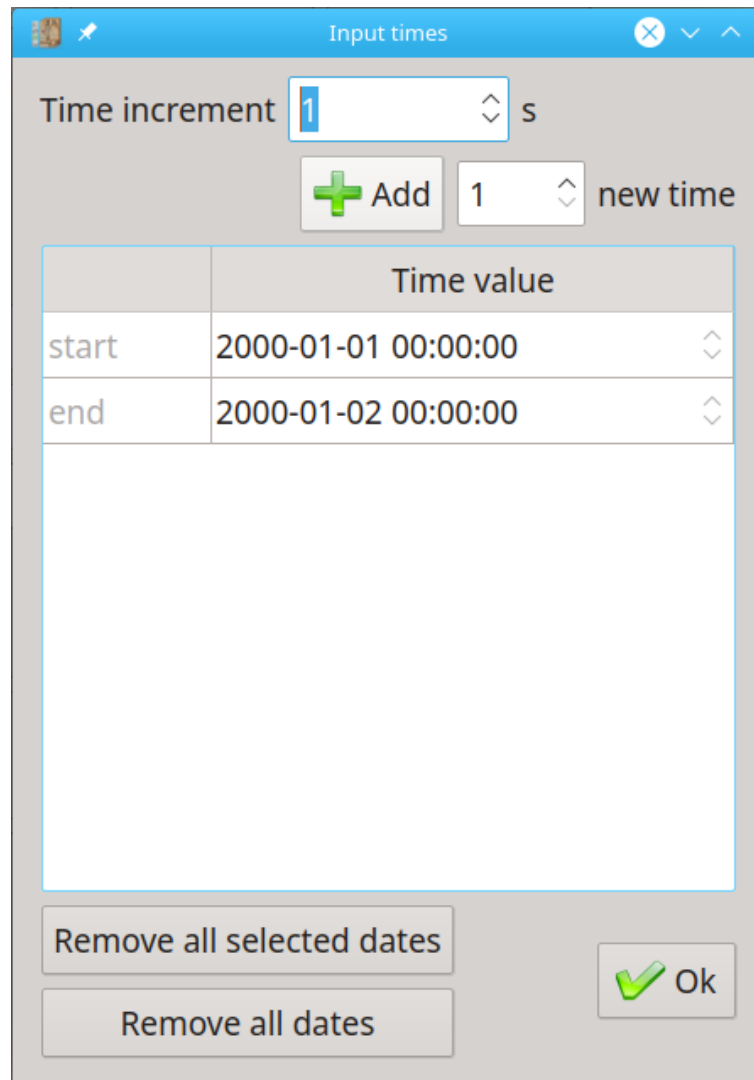 Input times
Time increment 1 s
Add 1 new time
Time value
start 2000-01-01 00:00:00
end 2000-01-02 00:00:00
Remove all selected dates
Ok
Remove all dates